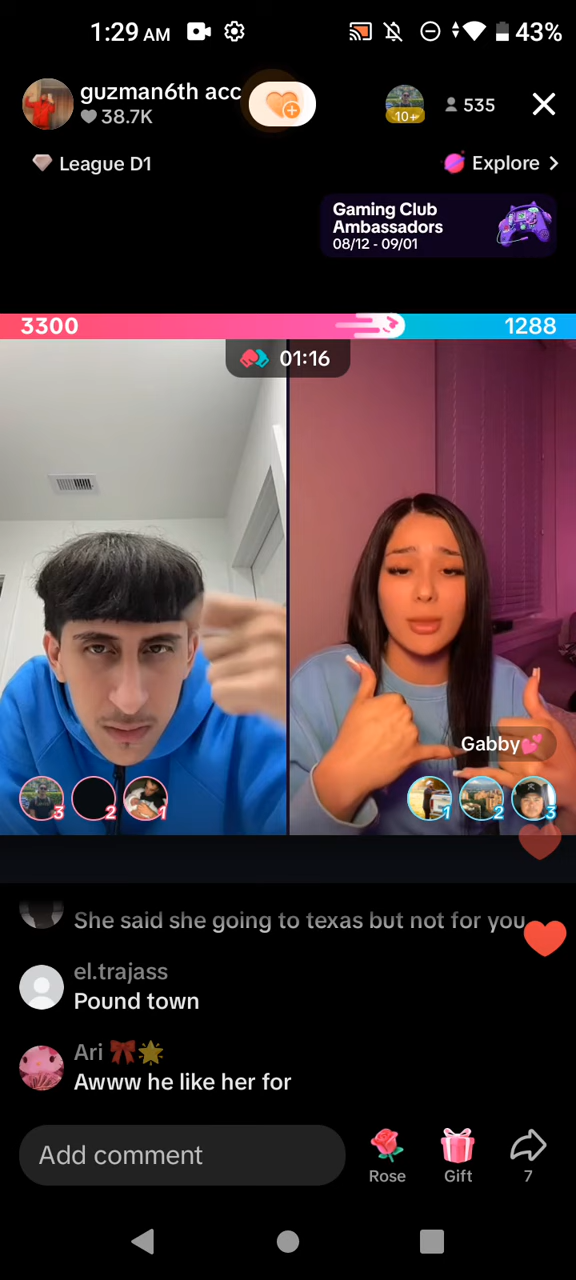 1:29 AM
43%
guzman6th acc
38.7K
10+
535
League D1
Explore >
Gaming Club
Ambassadors
08/12 - 09/01
3300
1288
01:16
Gabby💕
3
2
1
1
2
3
She said she going to texas but not for you
el.trajass
Pound town
Ari 🎀🌟
Awww he like her for
Add comment
Rose
Gift
7